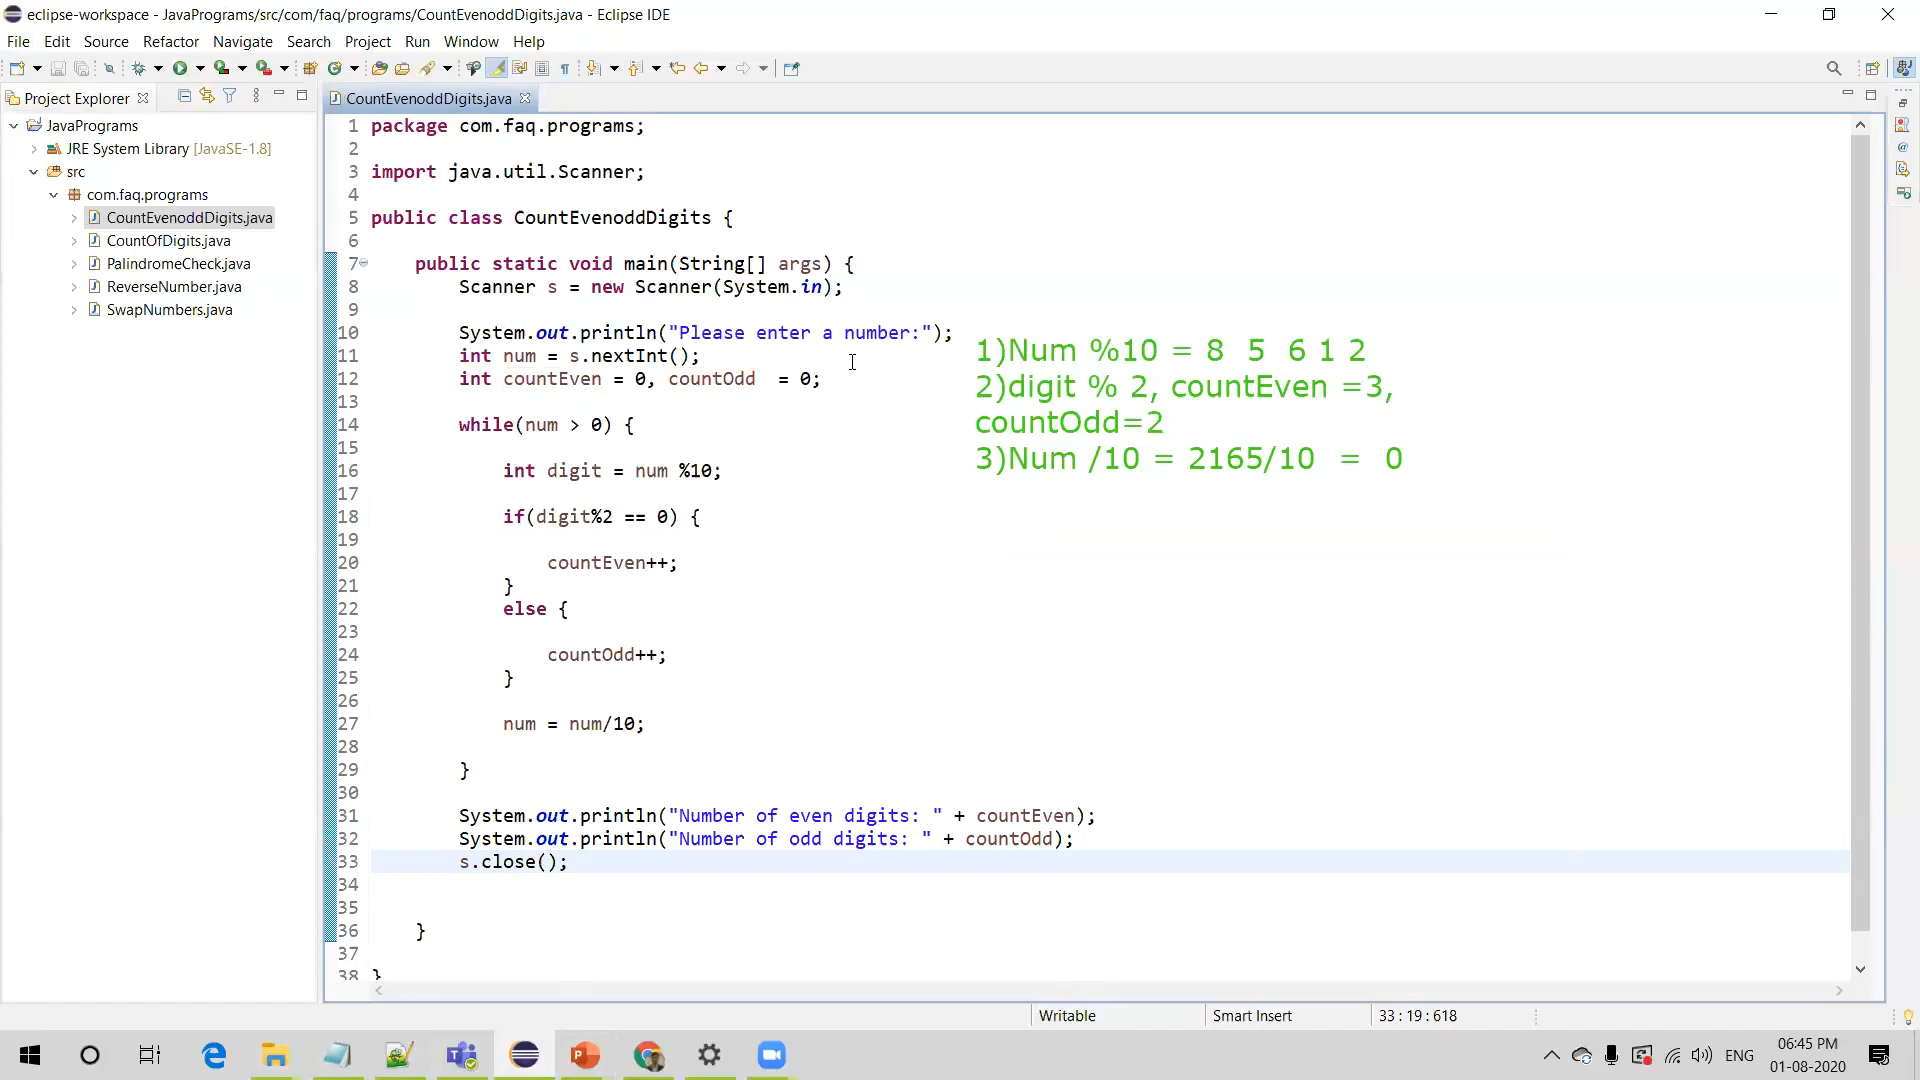 eclipse-workspace - JavaPrograms/src/com/faq/programs/CountEvenoddDigits.java - Eclipse IDE
File Edit Source Refactor Navigate Search Project Run Window Help
Project Explorer
CountEvenoddDigits.java
JavaPrograms
JRE System Library [JavaSE-1.8]
src
com.faq.programs
CountEvenoddDigits.java
CountOfDigits.java
PalindromeCheck.java
ReverseNumber.java
SwapNumbers.java
1 package com.faq.programs;
2
3 import java.util.Scanner;
4
5 public class CountEvenoddDigits {
6
7 public static void main(String[] args) {
8 Scanner s = new Scanner(System.in);
9
10 System.out.println("Please enter a number:");
11 int num = s.nextInt();
12 int countEven = 0, countOdd  = 0;
13
14 while(num > 0) {
15
16 int digit = num %10;
17
18 if(digit%2 == 0) {
19
20 countEven++;
21 }
22 else {
23
24 countOdd++;
25 }
26
27 num = num/10;
28
29 }
30
31 System.out.println("Number of even digits: " + countEven);
32 System.out.println("Number of odd digits: " + countOdd);
33 s.close();
34
35
36 }
37
38 }
1)Num %10 = 8 5 6 1 2
2)digit % 2, countEven =3,
countOdd=2
3)Num /10 = 2165/10 = 0
Writable
Smart Insert
33 : 19 : 618
ENG
06:45 PM
01-08-2020